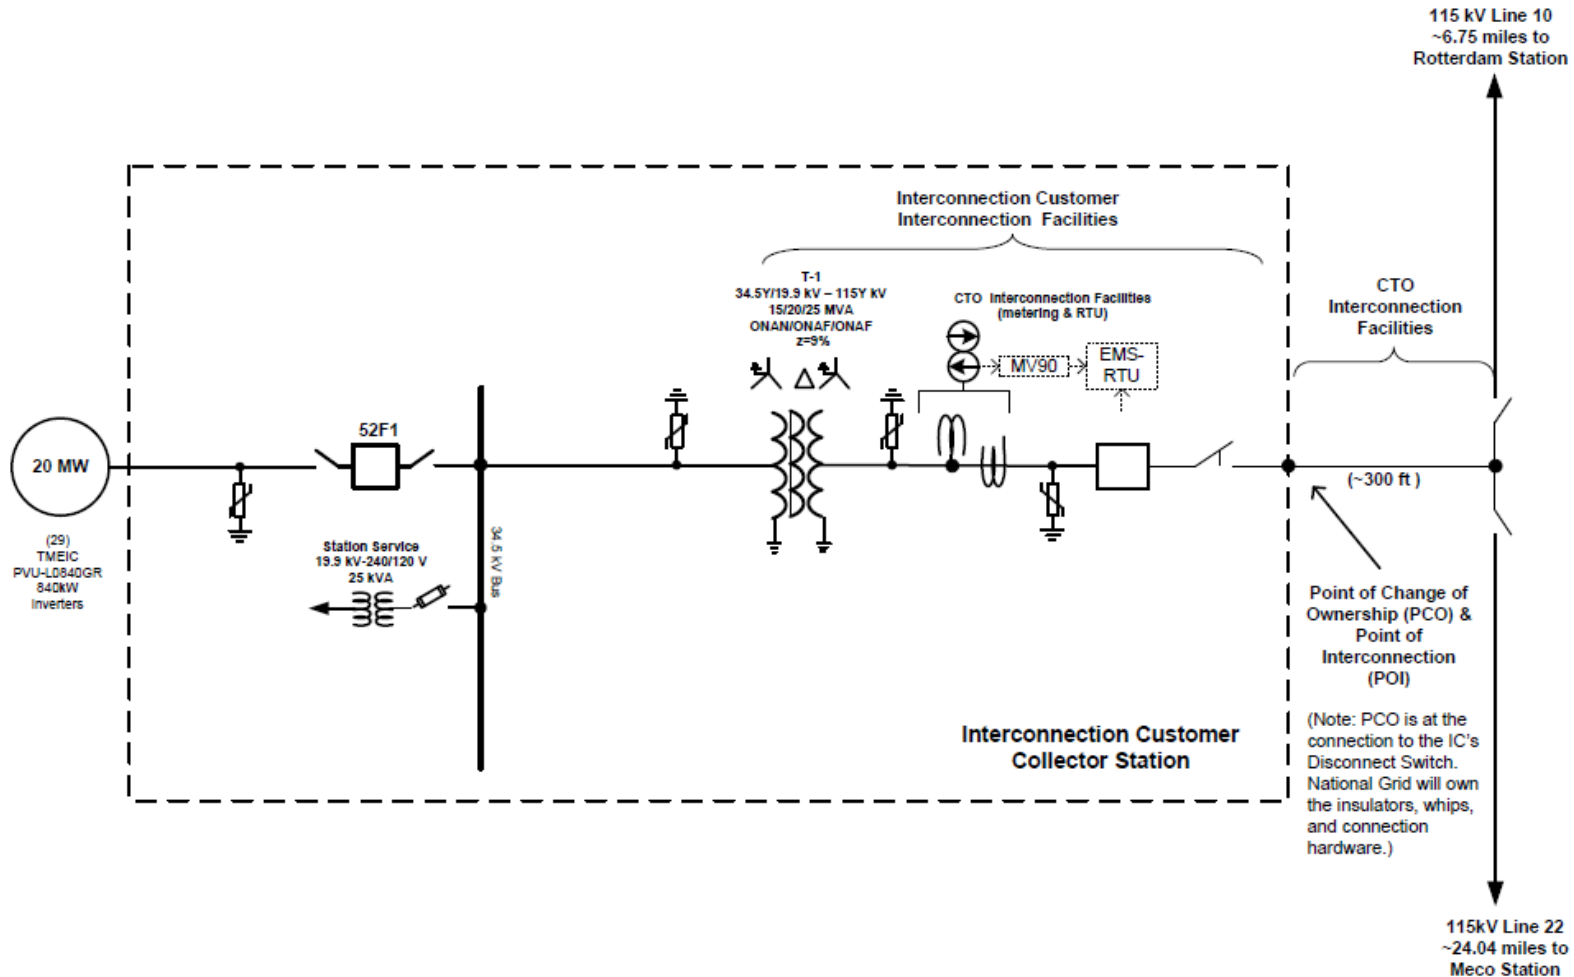 115 kV Line 10
~6.75 miles to
Rotterdam Station
Interconnection Customer
Interconnection Facilities
T-1
34.5Y/19.9 kV – 115Y kV
15/20/25 MVA
ONAN/ONAF/ONAF
z=9%
CTO Interconnection Facilities
(metering & RTU)
MV90
EMS-
RTU
CTO
Interconnection
Facilities
52F1
20 MW
(29)
TMEIC
PVU-L0840GR
840kW
Inverters
Station Service
19.9 kV-240/120 V
25 kVA
34.5 kV Bus
(~300 ft )
Point of Change of
Ownership (PCO) &
Point of
Interconnection
(POI)
(Note: PCO is at the
connection to the IC's
Disconnect Switch.
National Grid will own
the insulators, whips,
and connection
hardware.)
Interconnection Customer
Collector Station
115kV Line 22
~24.04 miles to
Meco Station